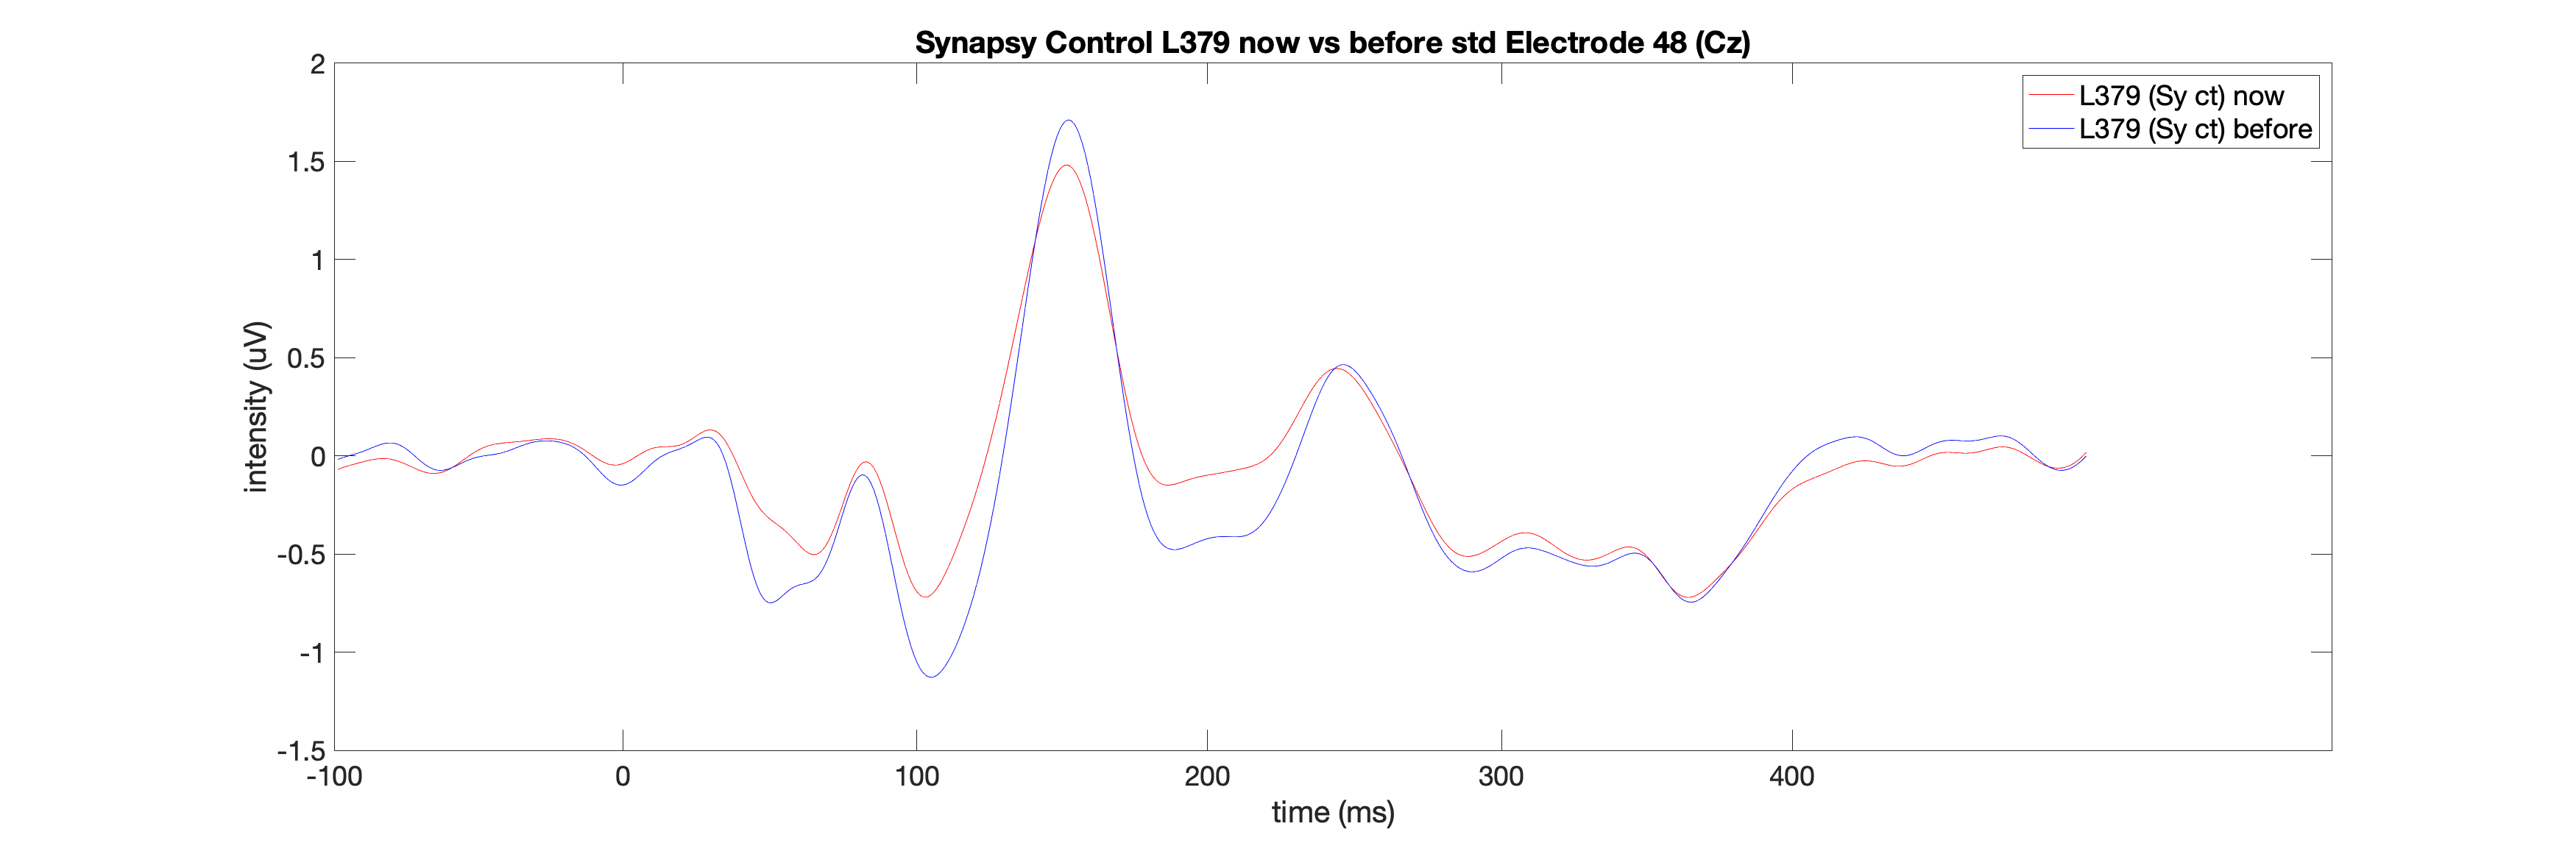 Synapsy Control L379 now vs before std Electrode 48 (Cz)
L379 (Sy ct) now
L379 (Sy ct) before
intensity (uV)
2
1.5
1
0.5
0
-0.5
-1
-1.5
-100 0 100 200 300 400
time (ms)